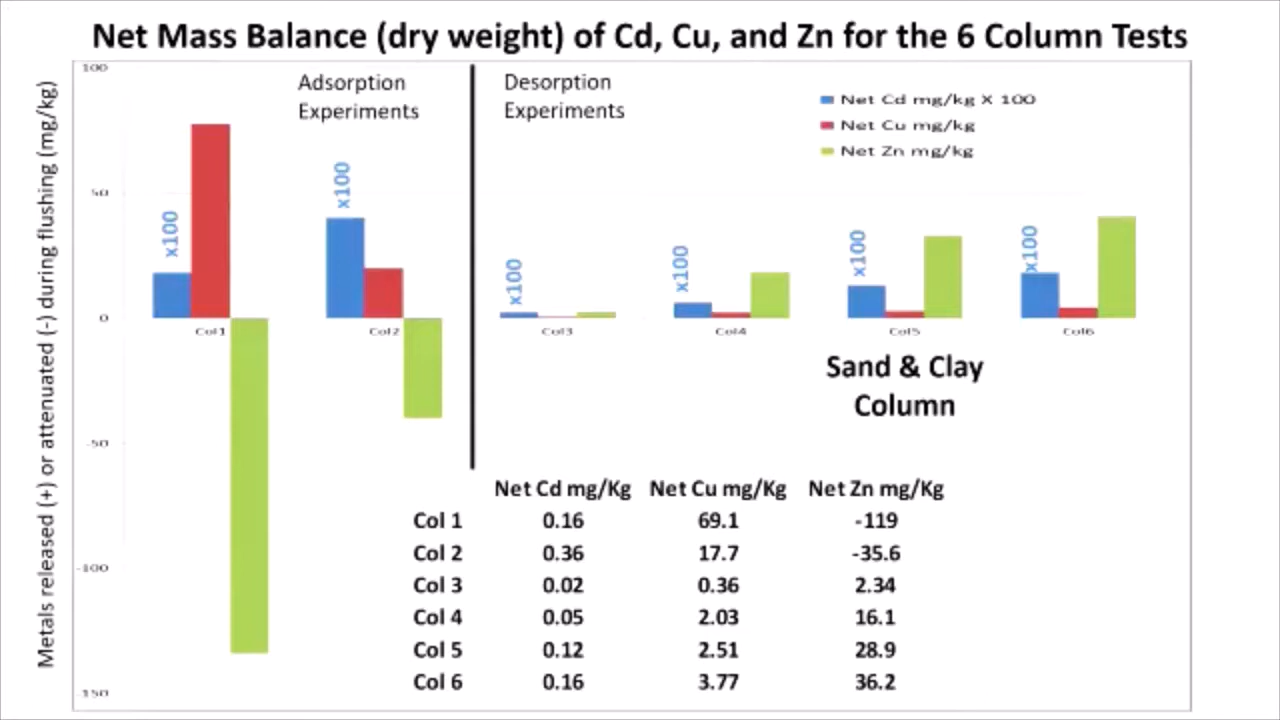 Net Mass Balance (dry weight) of Cd, Cu, and Zn for the 6 Column Tests
Metals released (+) or attenuated (-) during flushing (mg/kg)
100
50
0
-50
-100
-150
Adsorption
Experiments
Desorption
Experiments
Net Cd mg/kg X 100
Net Cu mg/kg
Net Zn mg/kg
x100
x100
x100
x100
x100
x100
Col1
Col2
Col3
Col4
Col5
Col6
Sand & Clay
Column
Net Cd mg/Kg Net Cu mg/Kg Net Zn mg/Kg
Col 1 0.16 69.1 -119
Col 2 0.36 17.7 -35.6
Col 3 0.02 0.36 2.34
Col 4 0.05 2.03 16.1
Col 5 0.12 2.51 28.9
Col 6 0.16 3.77 36.2